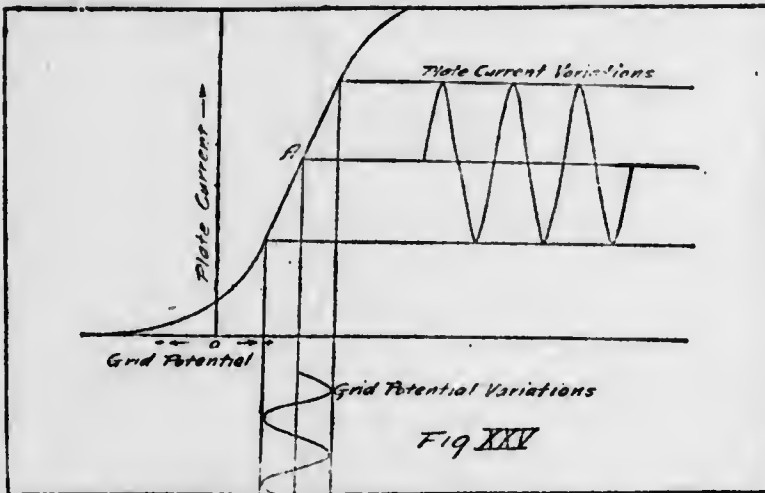 Plate Current Variations
A
Plate Current →
- ← 0 → +
Grid Potential
Grid Potential Variations
Fig XXV